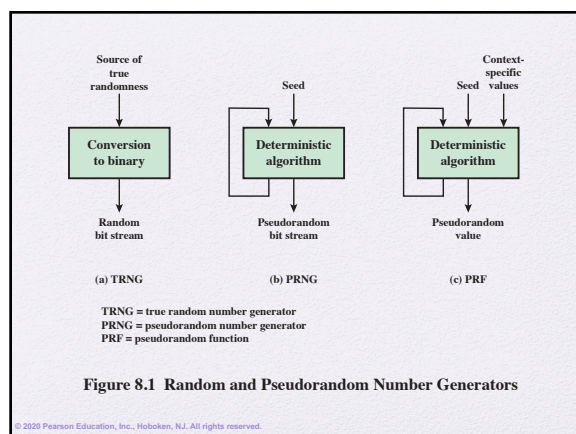 Source of
true
randomness
Conversion
to binary
Random
bit stream
(a) TRNG
Seed
Deterministic
algorithm
Pseudorandom
bit stream
(b) PRNG
Context-
specific
Seed values
Deterministic
algorithm
Pseudorandom
value
(c) PRF
TRNG = true random number generator
PRNG = pseudorandom number generator
PRF = pseudorandom function
Figure 8.1 Random and Pseudorandom Number Generators
© 2020 Pearson Education, Inc., Hoboken, NJ. All rights reserved.